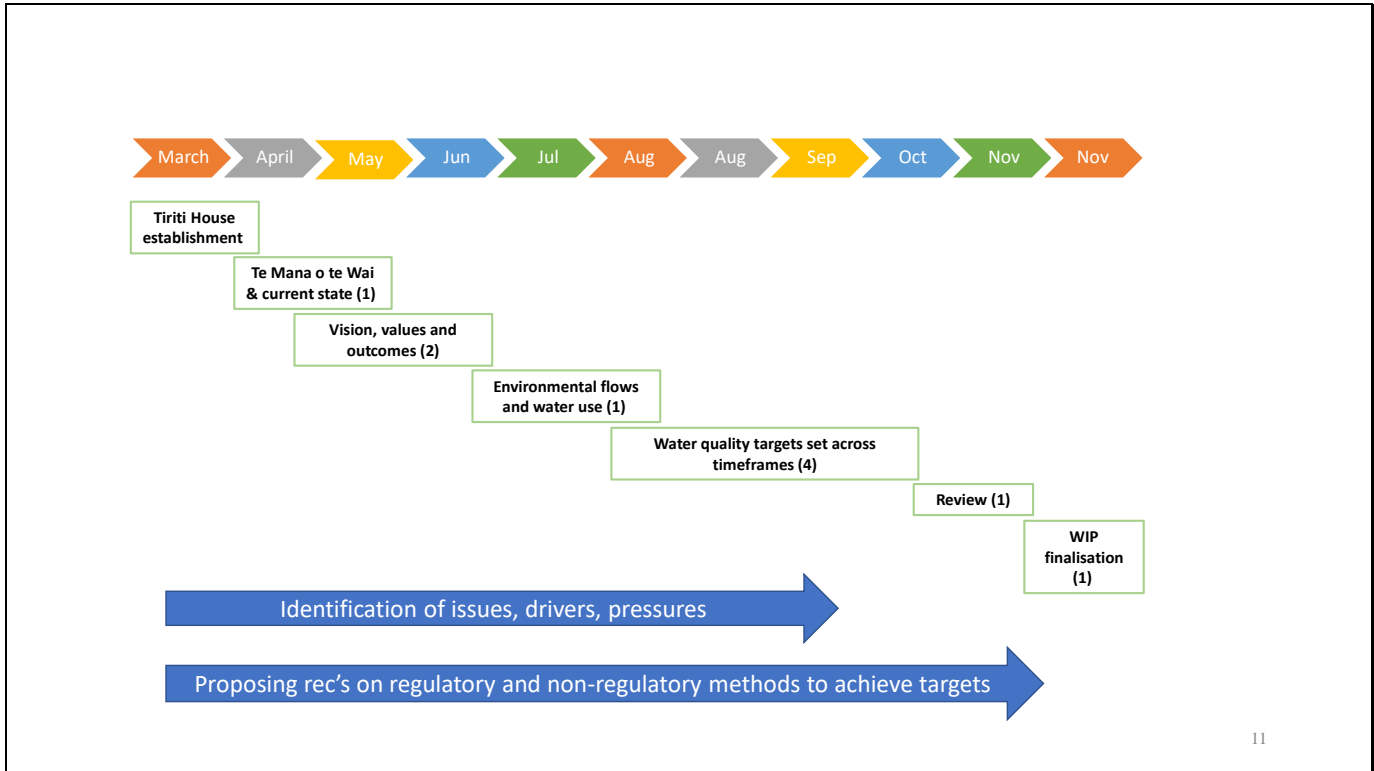 March April May Jun Jul Aug Aug Sep Oct Nov Nov
Tiriti House
establishment
Te Mana o te Wai
& current state (1)
Vision, values and
outcomes (2)
Environmental flows
and water use (1)
Water quality targets set across
timeframes (4)
Review (1)
WIP
finalisation
(1)
Identification of issues, drivers, pressures
Proposing rec's on regulatory and non-regulatory methods to achieve targets
11